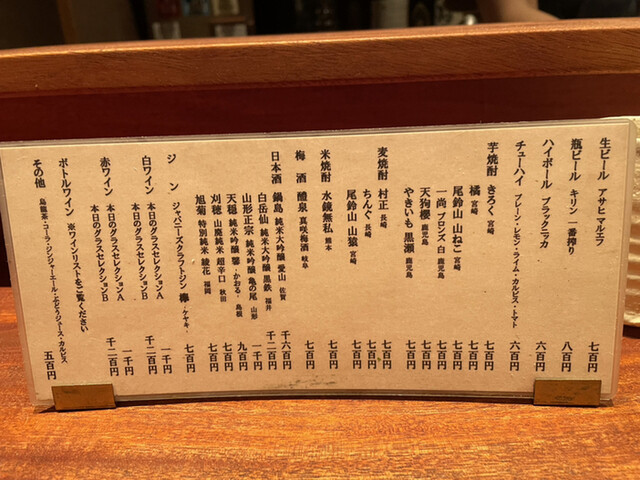 生ビール アサヒマルエフ 七百円
瓶ビール キリン 一番搾り 八百円
ハイボール ブラックニッカ 六百円
チューハイ プレーン・レモン・ライム・カルピス・トマト 六百円
芋焼酎 きろく 宮崎 七百円
橘 宮崎 七百円
尾鈴山 山ねこ 宮崎 七百円
一尚 ブロンズ 白 鹿児島 七百円
天狗櫻 鹿児島 七百円
やきいも 黒瀬 鹿児島 七百円
麦焼酎 村正 長崎 七百円
ちんぐ 長崎 七百円
尾鈴山 山猿 宮崎 七百円
米焼酎 水鏡無私 熊本 七百円
梅酒 醴泉 真咲梅酒 岐阜 七百円
日本酒 鍋島 純米大吟醸 愛山 佐賀 千六百円
白岳仙 純米大吟醸 黒鉄 福井 千二百円
山形正宗 純米吟醸 亀の尾 山形 一千円
天穏 純米吟醸 馨 -かおる- 島根 九百円
刈穂 山廃純米 超辛口 秋田 七百円
旭菊 特別純米 綾花 福岡 七百円
ジン ジャパニーズクラフトジン 欅 -ケヤキ- 七百円
白ワイン 本日のグラスセレクションA 一千円
本日のグラスセレクションB 千二百円
赤ワイン 本日のグラスセレクションA 一千円
本日のグラスセレクションB 千二百円
ボトルワイン ※ワインリストをご覧ください
その他 烏龍茶・コーラ・ジンジャーエール・ぶどうジュース・カルピス 五百円